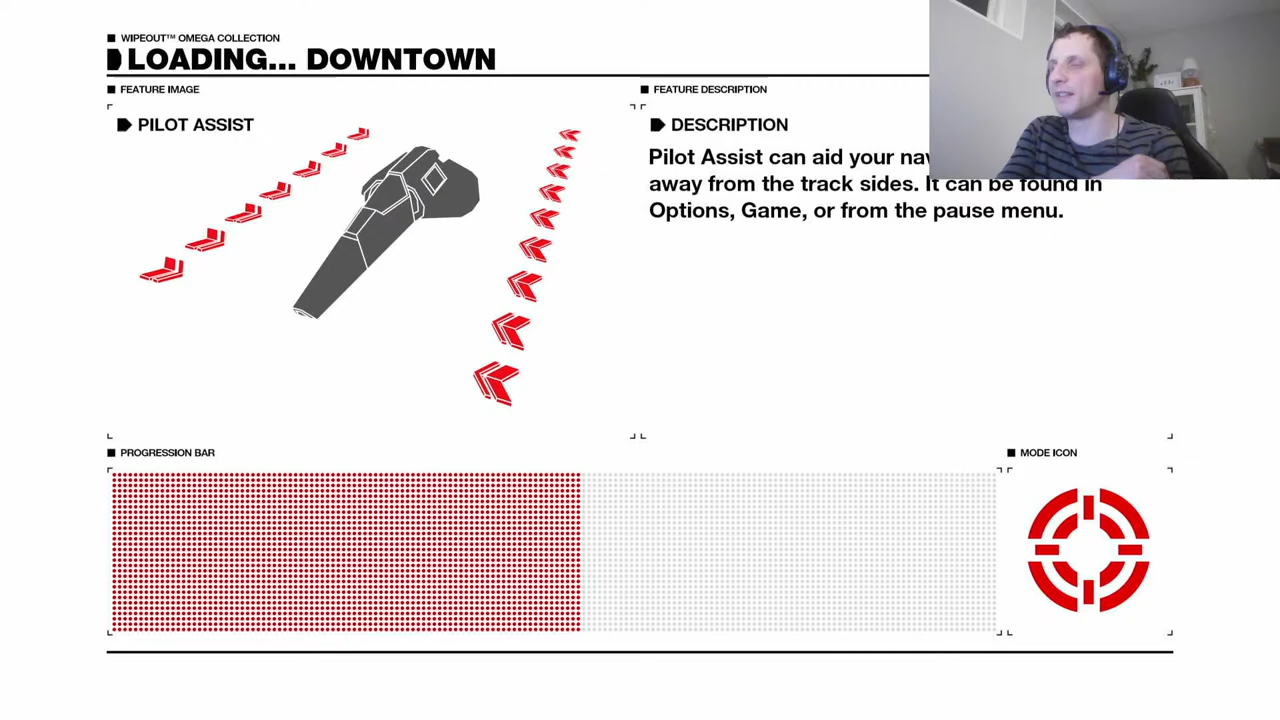 WIPEOUT™ OMEGA COLLECTION
LOADING... DOWNTOWN
FEATURE IMAGE
PILOT ASSIST
FEATURE DESCRIPTION
DESCRIPTION
Pilot Assist can aid your
away from the track sides. It can be found in
Options, Game, or from the pause menu.
PROGRESSION BAR
MODE ICON